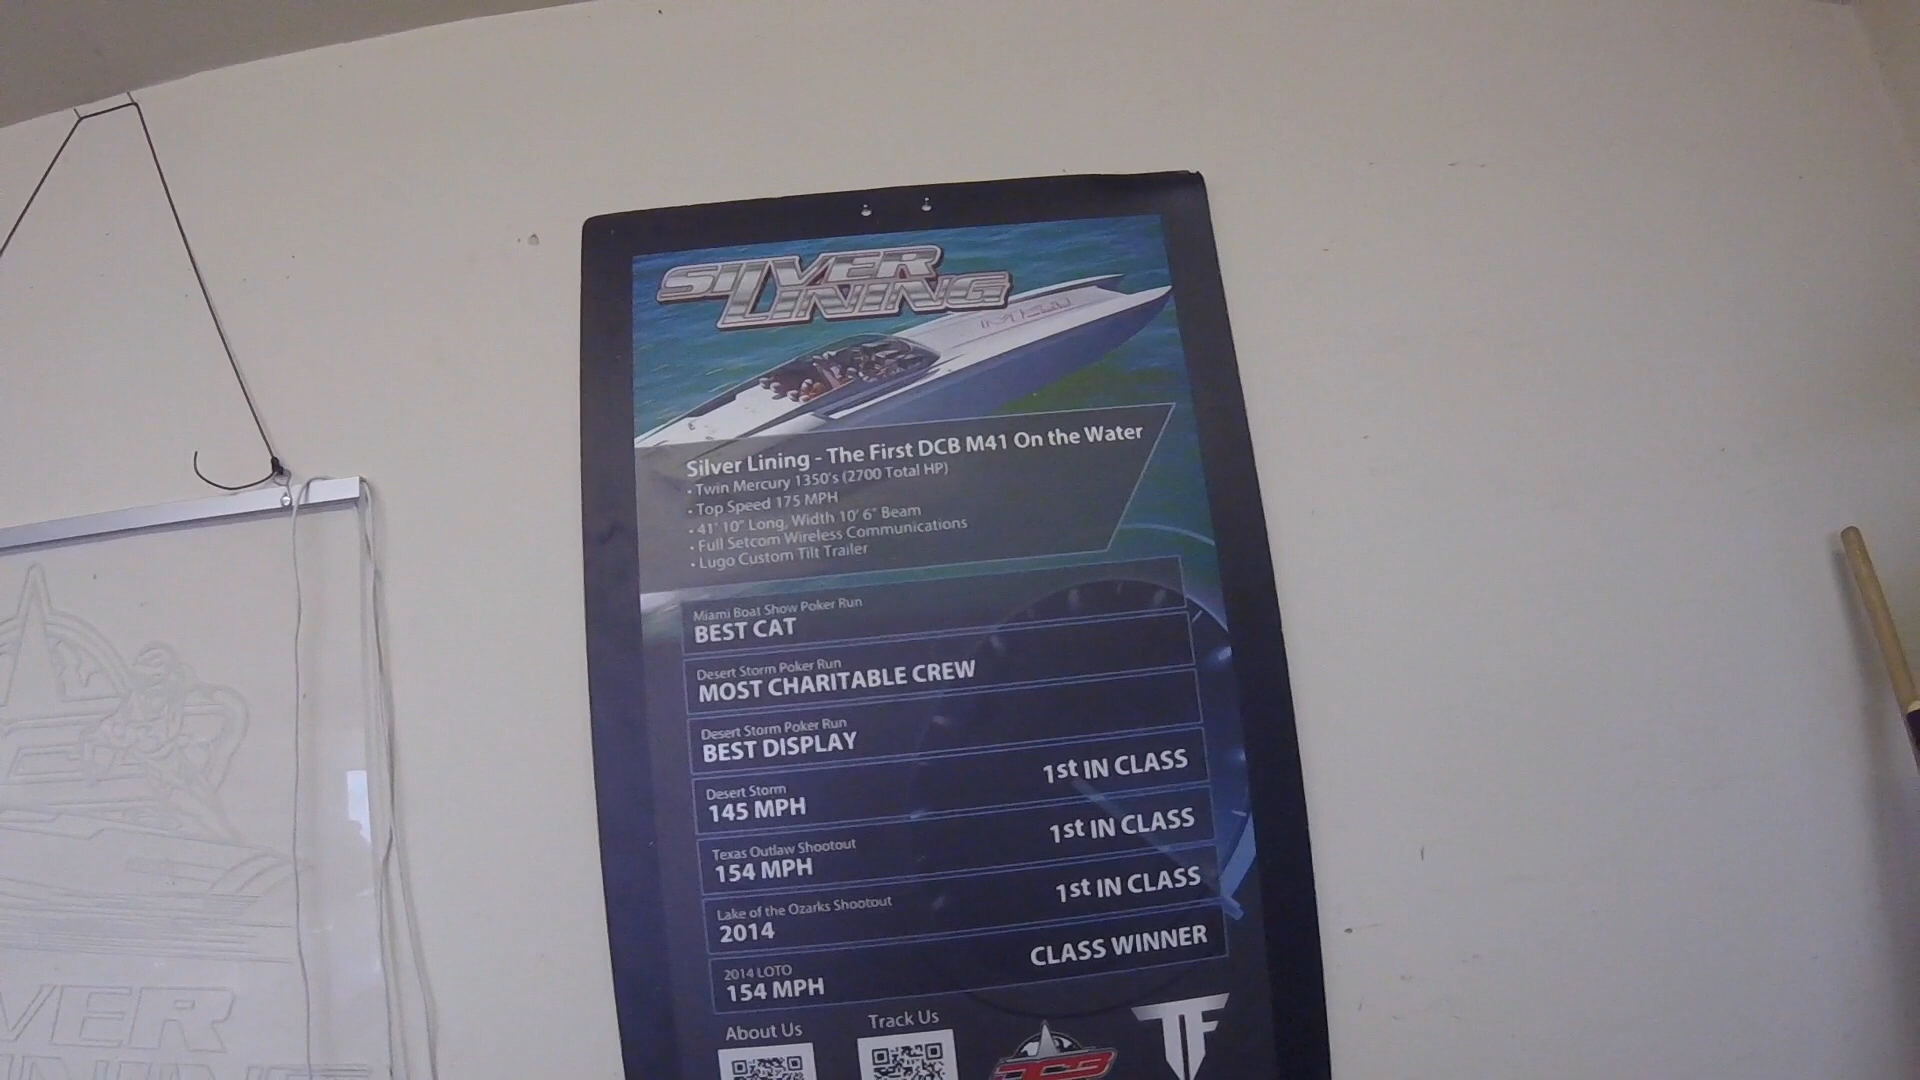 SILVER
LINING
Silver Lining - The First DCB M41 On the Water
• Twin Mercury 1350's (2700 Total HP)
• Top Speed 175 MPH
• 41' 10" Long, Width 10' 6" Beam
• Full Setcom Wireless Communications
• Lugo Custom Tilt Trailer
Miami Boat Show Poker Run
BEST CAT
Desert Storm Poker Run
MOST CHARITABLE CREW
Desert Storm Poker Run
BEST DISPLAY
Desert Storm
145 MPH 1st IN CLASS
Texas Outlaw Shootout
154 MPH 1st IN CLASS
Lake of the Ozarks Shootout
2014 1st IN CLASS
2014 LOTO
154 MPH CLASS WINNER
About Us Track Us
DCB TF
VER